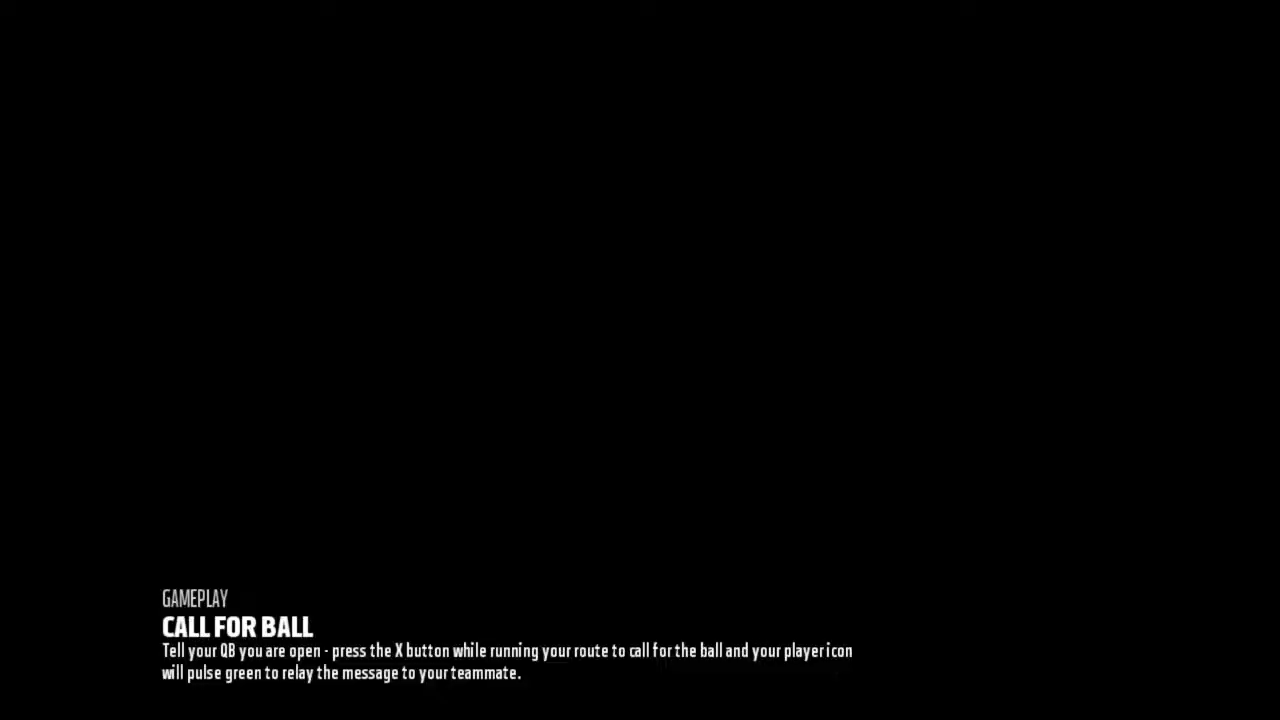 GAMEPLAY
CALL FOR BALL
Tell your QB you are open - press the X button while running your route to call for the ball and your player icon
will pulse green to relay the message to your teammate.